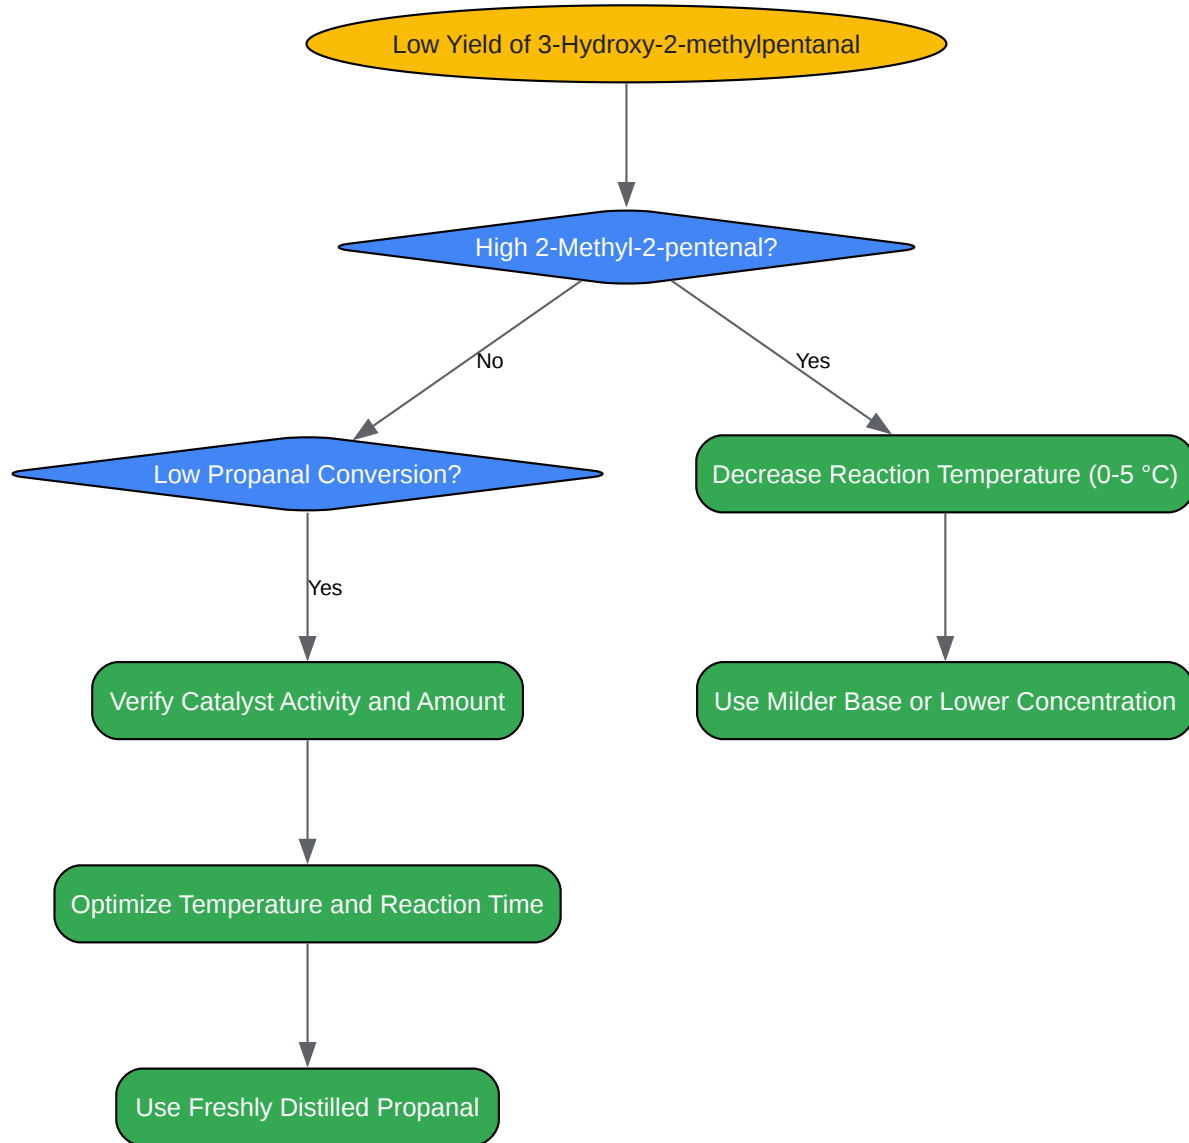 Low Yield of 3-Hydroxy-2-methylpentanal
High 2-Methyl-2-pentenal?
No
Yes
Low Propanal Conversion?
Decrease Reaction Temperature (0-5 °C)
Yes
Verify Catalyst Activity and Amount
Use Milder Base or Lower Concentration
Optimize Temperature and Reaction Time
Use Freshly Distilled Propanal